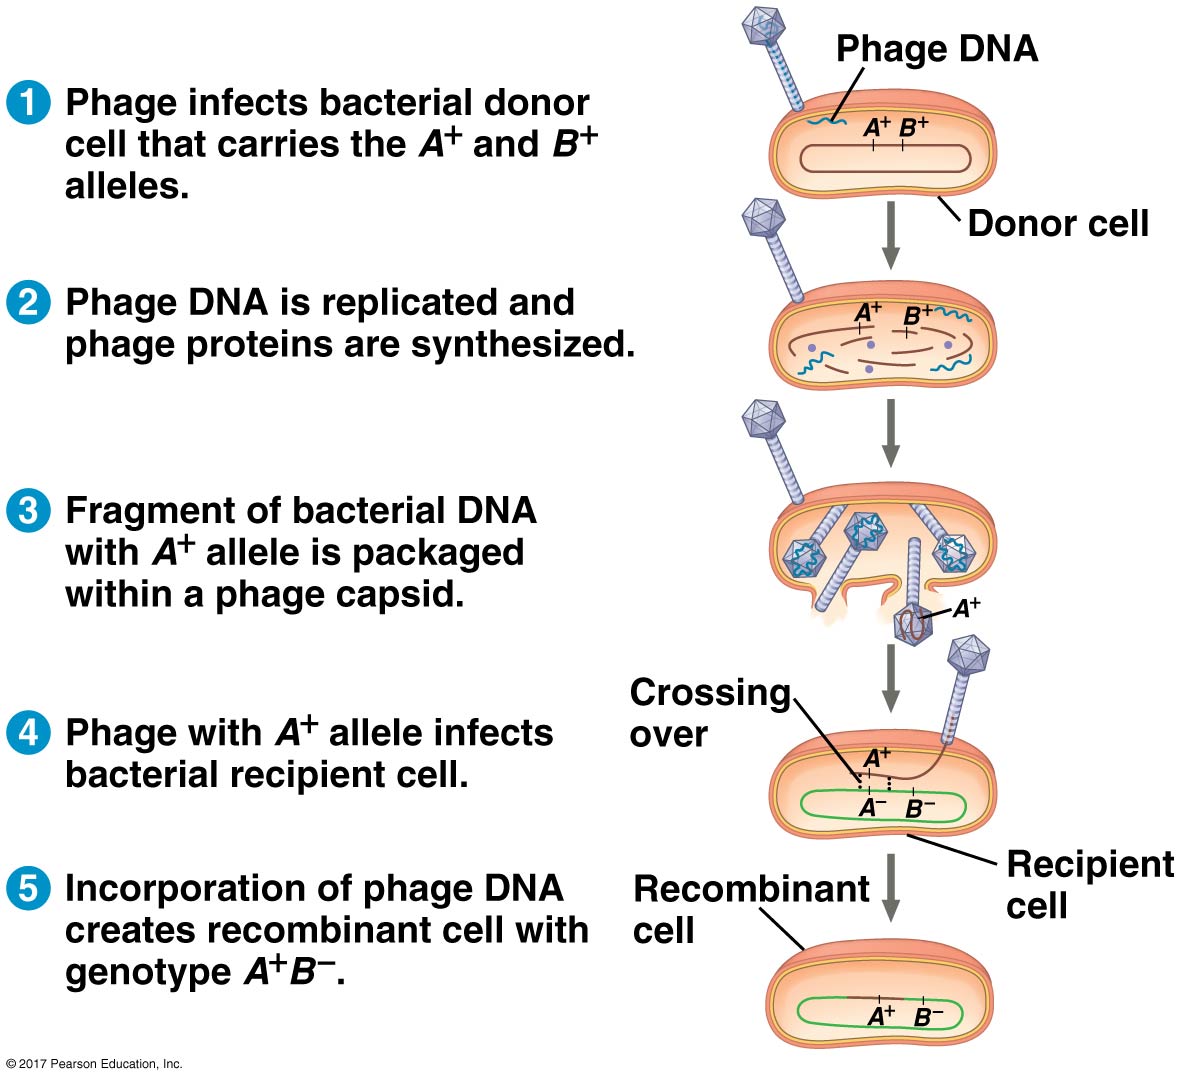 1 Phage infects bacterial donor
cell that carries the A⁺ and B⁺
alleles.
Phage DNA
A⁺ B⁺
Donor cell
2 Phage DNA is replicated and
phage proteins are synthesized.
A⁺ B⁺
3 Fragment of bacterial DNA
with A⁺ allele is packaged
within a phage capsid.
A⁺
4 Phage with A⁺ allele infects
bacterial recipient cell.
Crossing
over
A⁺
A⁻ B⁻
Recipient
cell
5 Incorporation of phage DNA
creates recombinant cell with
genotype A⁺B⁻.
Recombinant
cell
A⁺ B⁻
© 2017 Pearson Education, Inc.